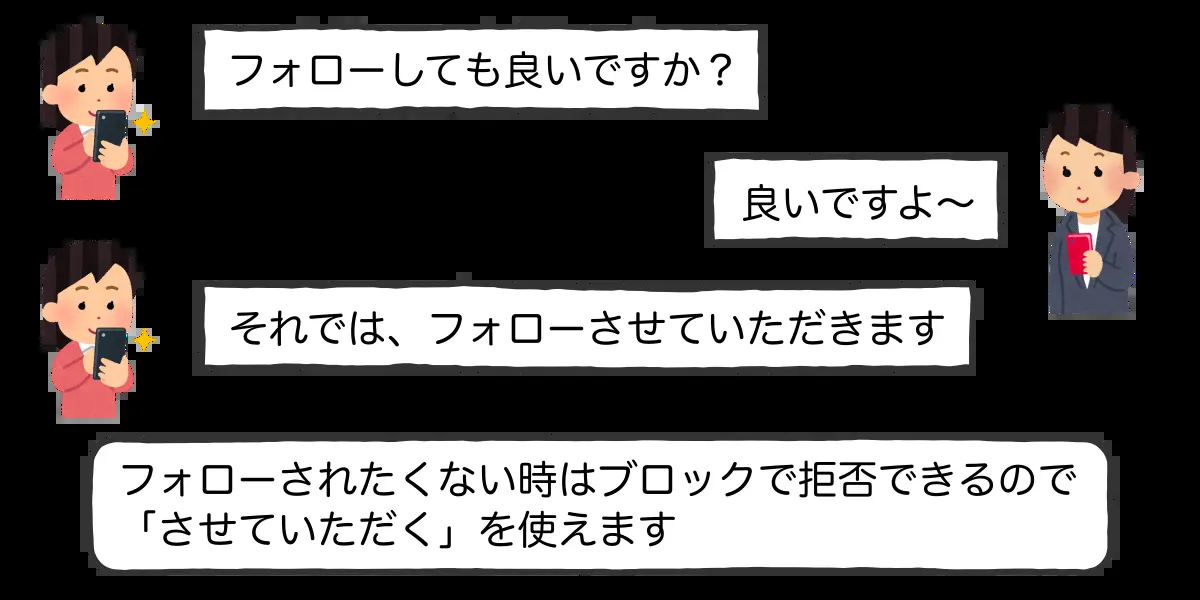 フォローしても良いですか？
良いですよ～
それでは、フォローさせていただきます
フォローされたくない時はブロックで拒否できるので
「させていただく」を使えます